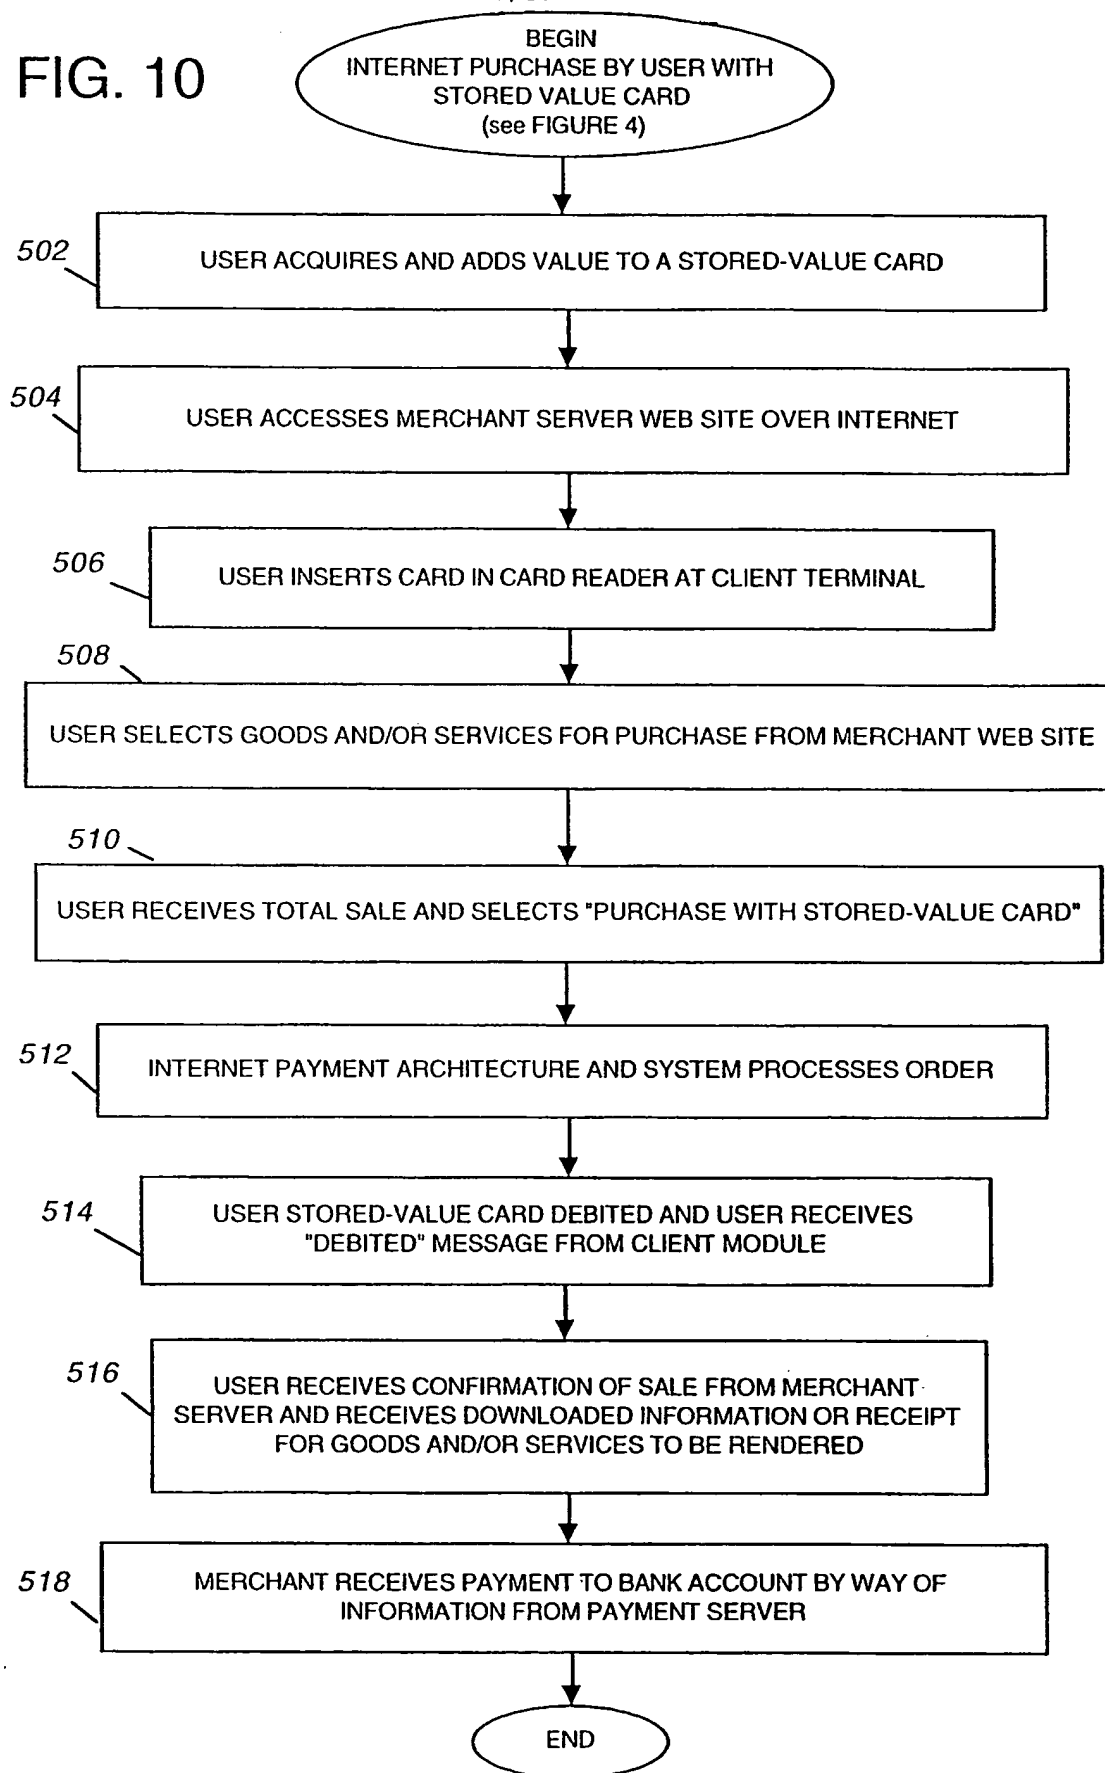 FIG. 10
BEGIN
INTERNET PURCHASE BY USER WITH
STORED VALUE CARD
(see FIGURE 4)
502
USER ACQUIRES AND ADDS VALUE TO A STORED-VALUE CARD
504
USER ACCESSES MERCHANT SERVER WEB SITE OVER INTERNET
506
USER INSERTS CARD IN CARD READER AT CLIENT TERMINAL
508
USER SELECTS GOODS AND/OR SERVICES FOR PURCHASE FROM MERCHANT WEB SITE
510
USER RECEIVES TOTAL SALE AND SELECTS "PURCHASE WITH STORED-VALUE CARD"
512
INTERNET PAYMENT ARCHITECTURE AND SYSTEM PROCESSES ORDER
514
USER STORED-VALUE CARD DEBITED AND USER RECEIVES
"DEBITED" MESSAGE FROM CLIENT MODULE
516
USER RECEIVES CONFIRMATION OF SALE FROM MERCHANT
SERVER AND RECEIVES DOWNLOADED INFORMATION OR RECEIPT
FOR GOODS AND/OR SERVICES TO BE RENDERED
518
MERCHANT RECEIVES PAYMENT TO BANK ACCOUNT BY WAY OF
INFORMATION FROM PAYMENT SERVER
END